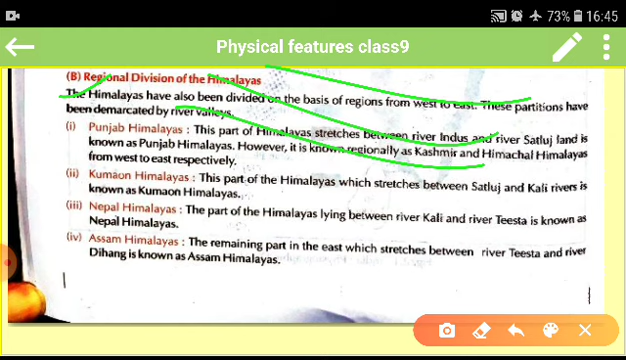 73% 16:45
Physical features class9
(B) Regional Division of the Himalayas
The Himalayas have also been divided on the basis of regions from west to east. These partitions have
been demarcated by river valleys.
(i) Punjab Himalayas : This part of Himalayas stretches between river Indus and river Satluj land is
known as Punjab Himalayas. However, it is known regionally as Kashmir and Himachal Himalayas
from west to east respectively.
(ii) Kumaon Himalayas : This part of the Himalayas which stretches between Satluj and Kali rivers is
known as Kumaon Himalayas.
(iii) Nepal Himalayas : The part of the Himalayas lying between river Kali and river Teesta is known as
Nepal Himalayas.
(iv) Assam Himalayas : The remaining part in the east which stretches between river Teesta and river
Dihang is known as Assam Himalayas.